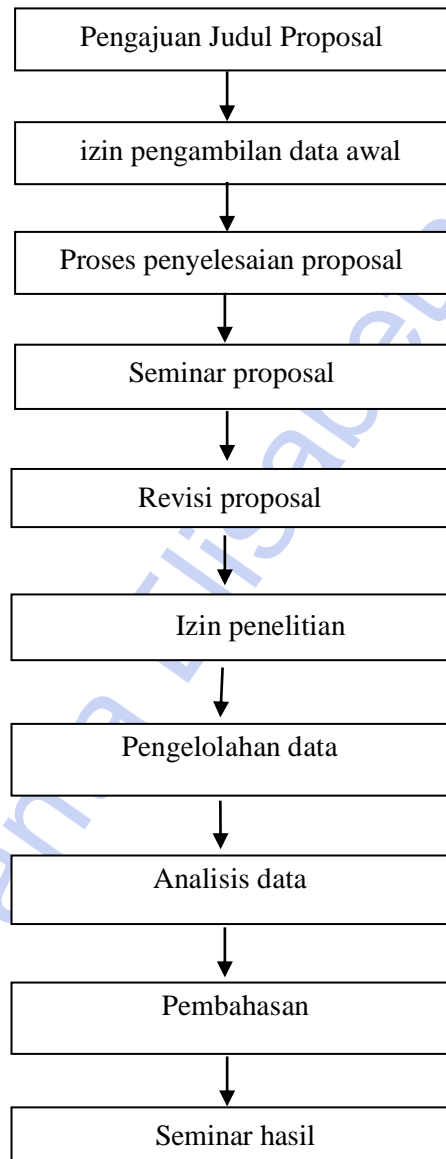 Pengajuan Judul Proposal
izin pengambilan data awal
Proses penyelesaian proposal
Seminar proposal
Revisi proposal
Izin penelitian
Pengelolahan data
Analisis data
Pembahasan
Seminar hasil